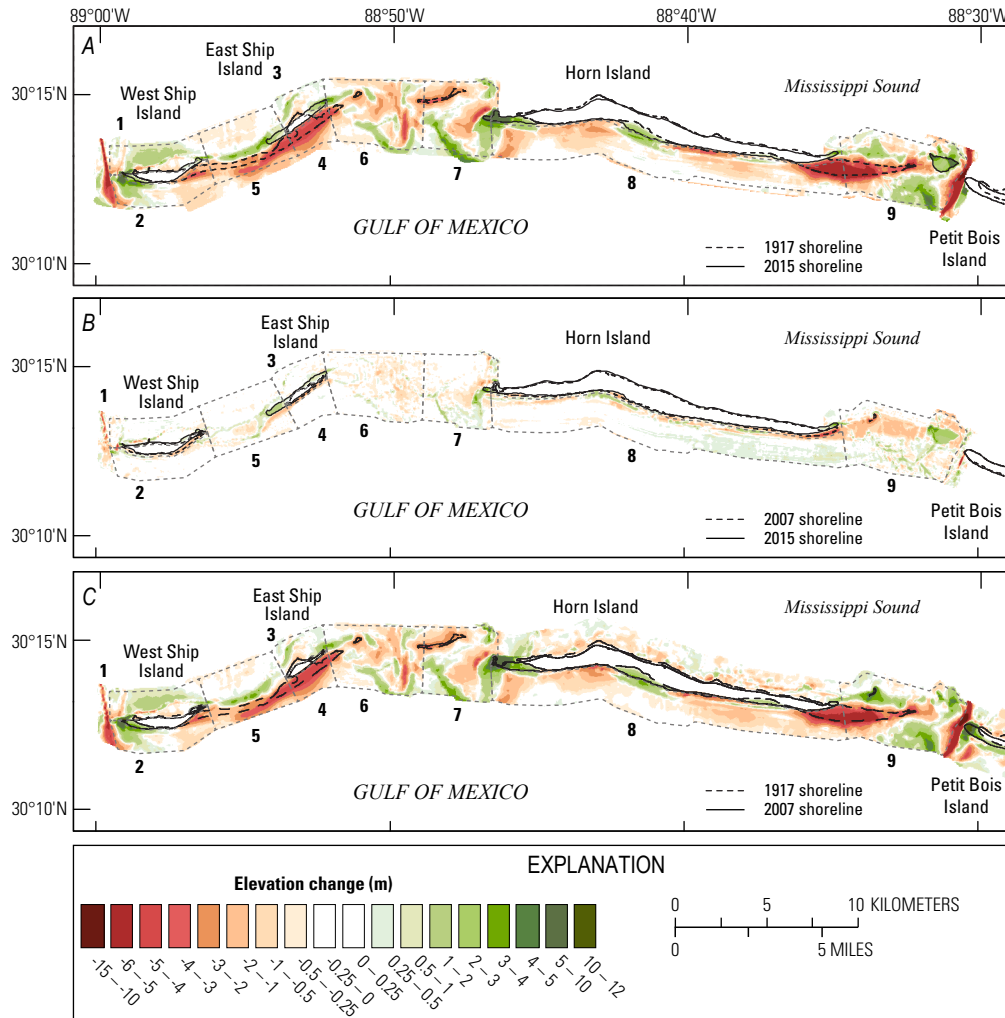 89°00'W 88°50'W 88°40'W 88°30'W
A
East Ship
Island 3
Horn Island
Mississippi Sound
30°15'N
West Ship
Island
1
4
6
7
5
8
2
9
GULF OF MEXICO
1917 shoreline
2015 shoreline
Petit Bois
Island
30°10'N
B
East Ship
Island
3
Horn Island
Mississippi Sound
30°15'N
West Ship
Island
1
4
6
7
5
8
2
9
GULF OF MEXICO
2007 shoreline
2015 shoreline
Petit Bois
Island
30°10'N
C
East Ship
Island
3
Horn Island
Mississippi Sound
30°15'N
West Ship
Island
1
4
6
7
5
8
2
9
GULF OF MEXICO
1917 shoreline
2007 shoreline
Petit Bois
Island
30°10'N
89°00'W 88°50'W 88°40'W 88°30'W
EXPLANATION
Elevation change (m)
-15 – -10
-6 – -5
-5 – -4
-4 – -3
-3 – -2
-2 – -1
-1 – -0.5
-0.5 – -0.25
-0.25 – 0
0 – 0.25
0.25 – 0.5
0.5 – 1
1 – 2
2 – 3
3 – 4
4 – 5
5 – 10
10 – 12
0 5 10 KILOMETERS
0 5 MILES